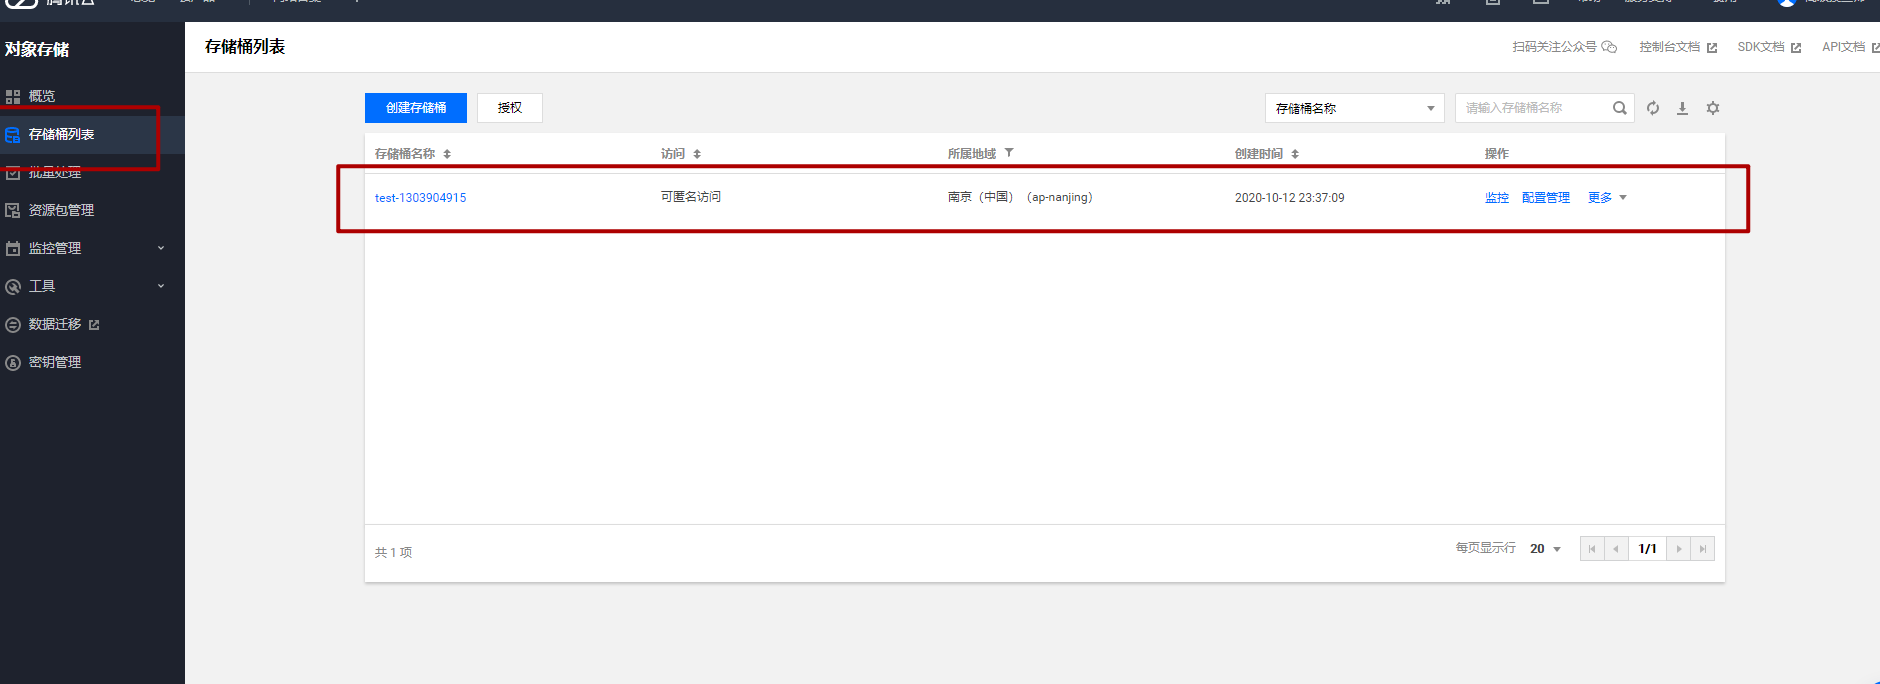 对象存储
存储桶列表
扫码关注公众号
控制台文档
SDK文档
API文档
概览
存储桶列表
批量处理
资源包管理
监控管理
工具
数据迁移
密钥管理
创建存储桶
授权
存储桶名称
请输入存储桶名称
存储桶名称 访问 所属地域 创建时间 操作
test-1303904915 可匿名访问 南京（中国）（ap-nanjing） 2020-10-12 23:37:09 监控 配置管理 更多
共 1 项
每页显示行 20 1/1